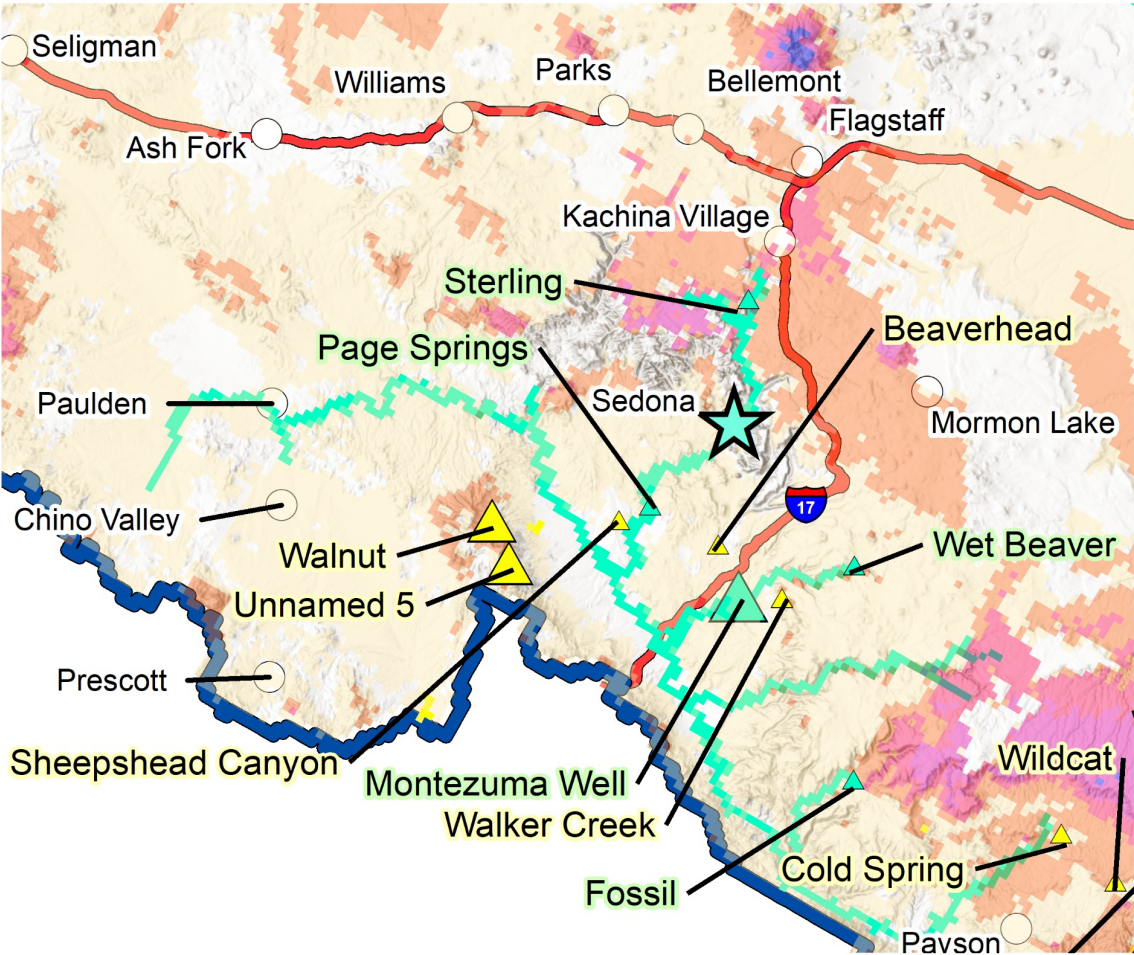 Seligman
Williams
Parks
Bellemont
Flagstaff
Ash Fork
Kachina Village
Sterling
Beaverhead
Page Springs
Sedona
Paulden
Mormon Lake
17
Chino Valley
Walnut
Wet Beaver
Unnamed 5
Prescott
Sheepshead Canyon
Wildcat
Montezuma Well
Walker Creek
Cold Spring
Fossil
Payson